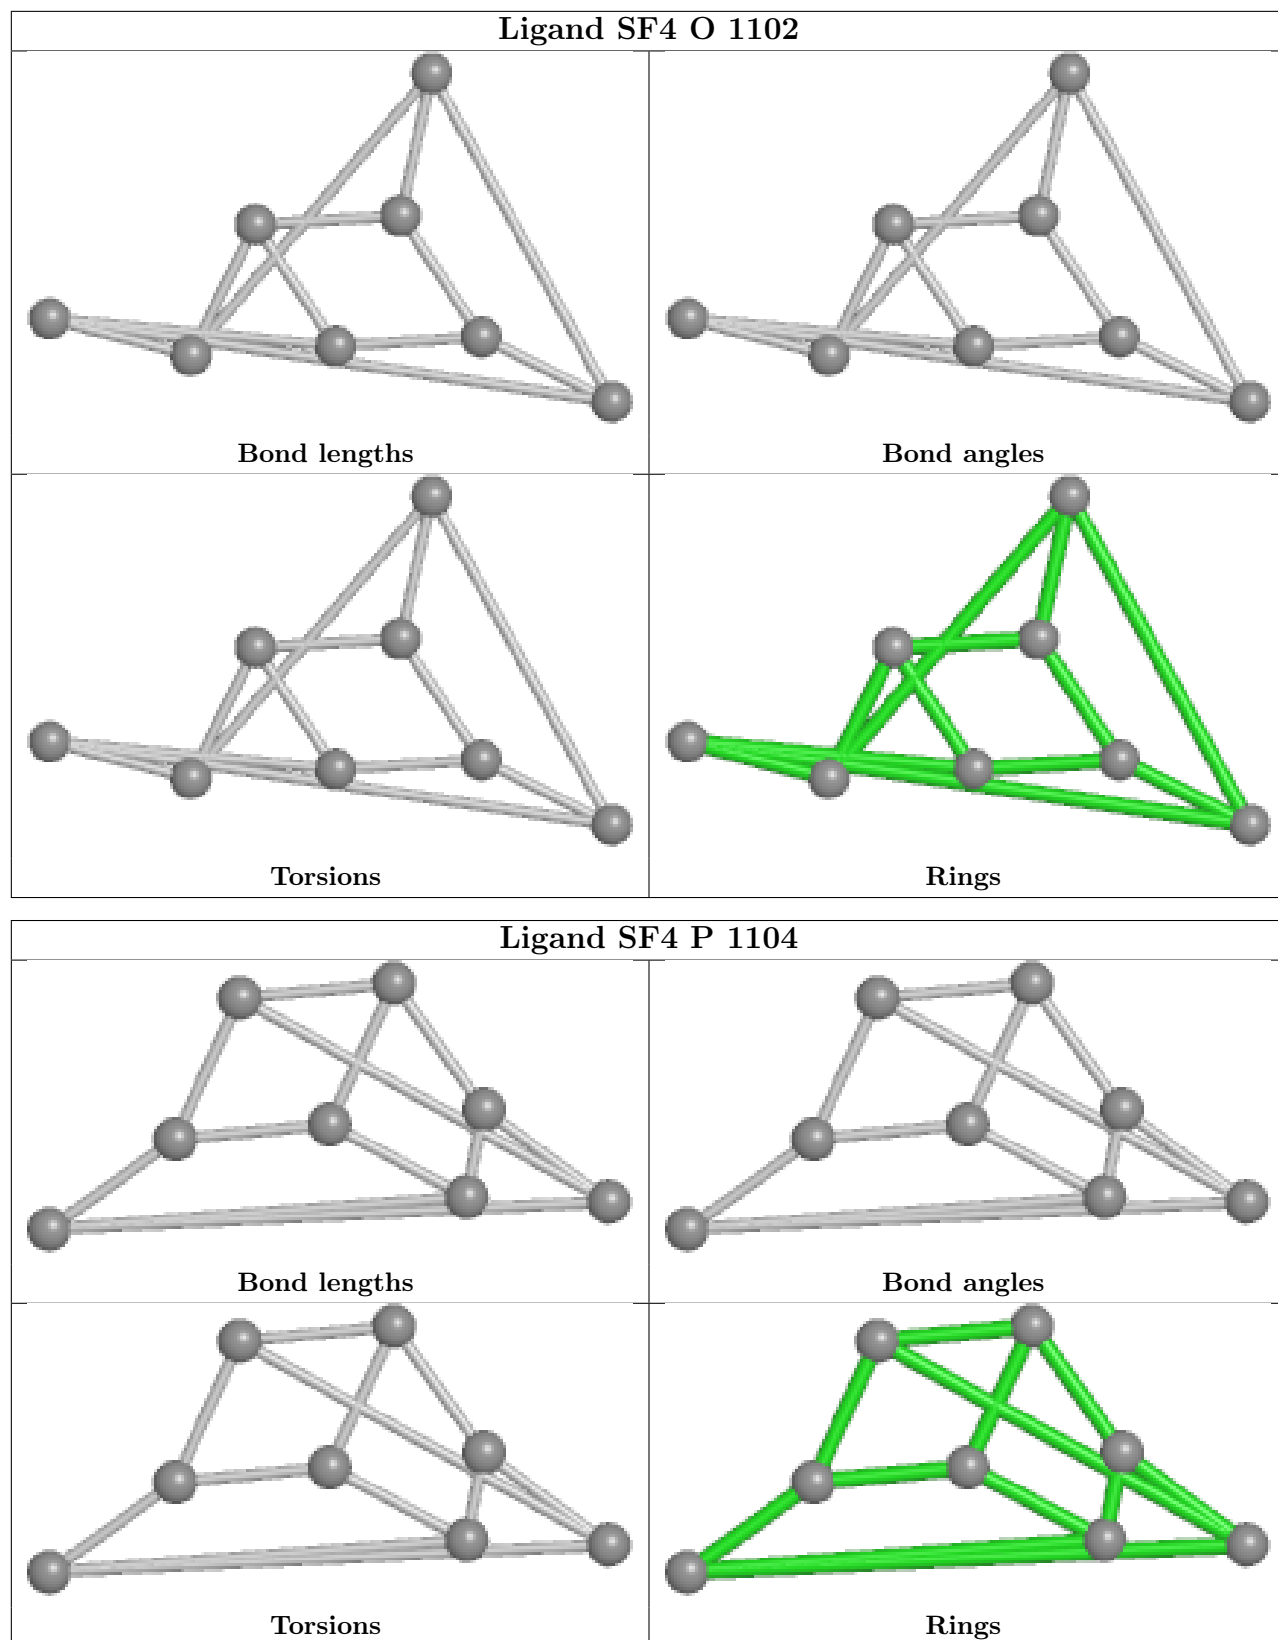 Ligand SF4 O 1102
Bond lengths
Bond angles
Torsions
Rings
Ligand SF4 P 1104
Bond lengths
Bond angles
Torsions
Rings